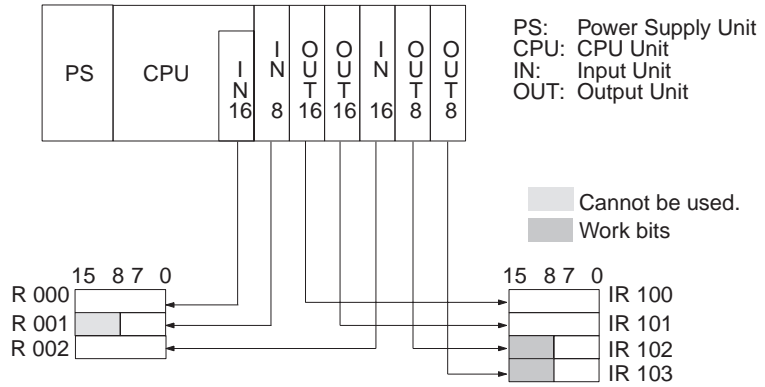 PS: Power Supply Unit
CPU: CPU Unit
IN: Input Unit
OUT: Output Unit
PS
CPU
IN 16
IN 8
OUT 16
OUT 16
IN 16
OUT 8
OUT 8
Cannot be used.
Work bits
15 8 7 0
R 000
R 001
R 002
15 8 7 0
IR 100
IR 101
IR 102
IR 103